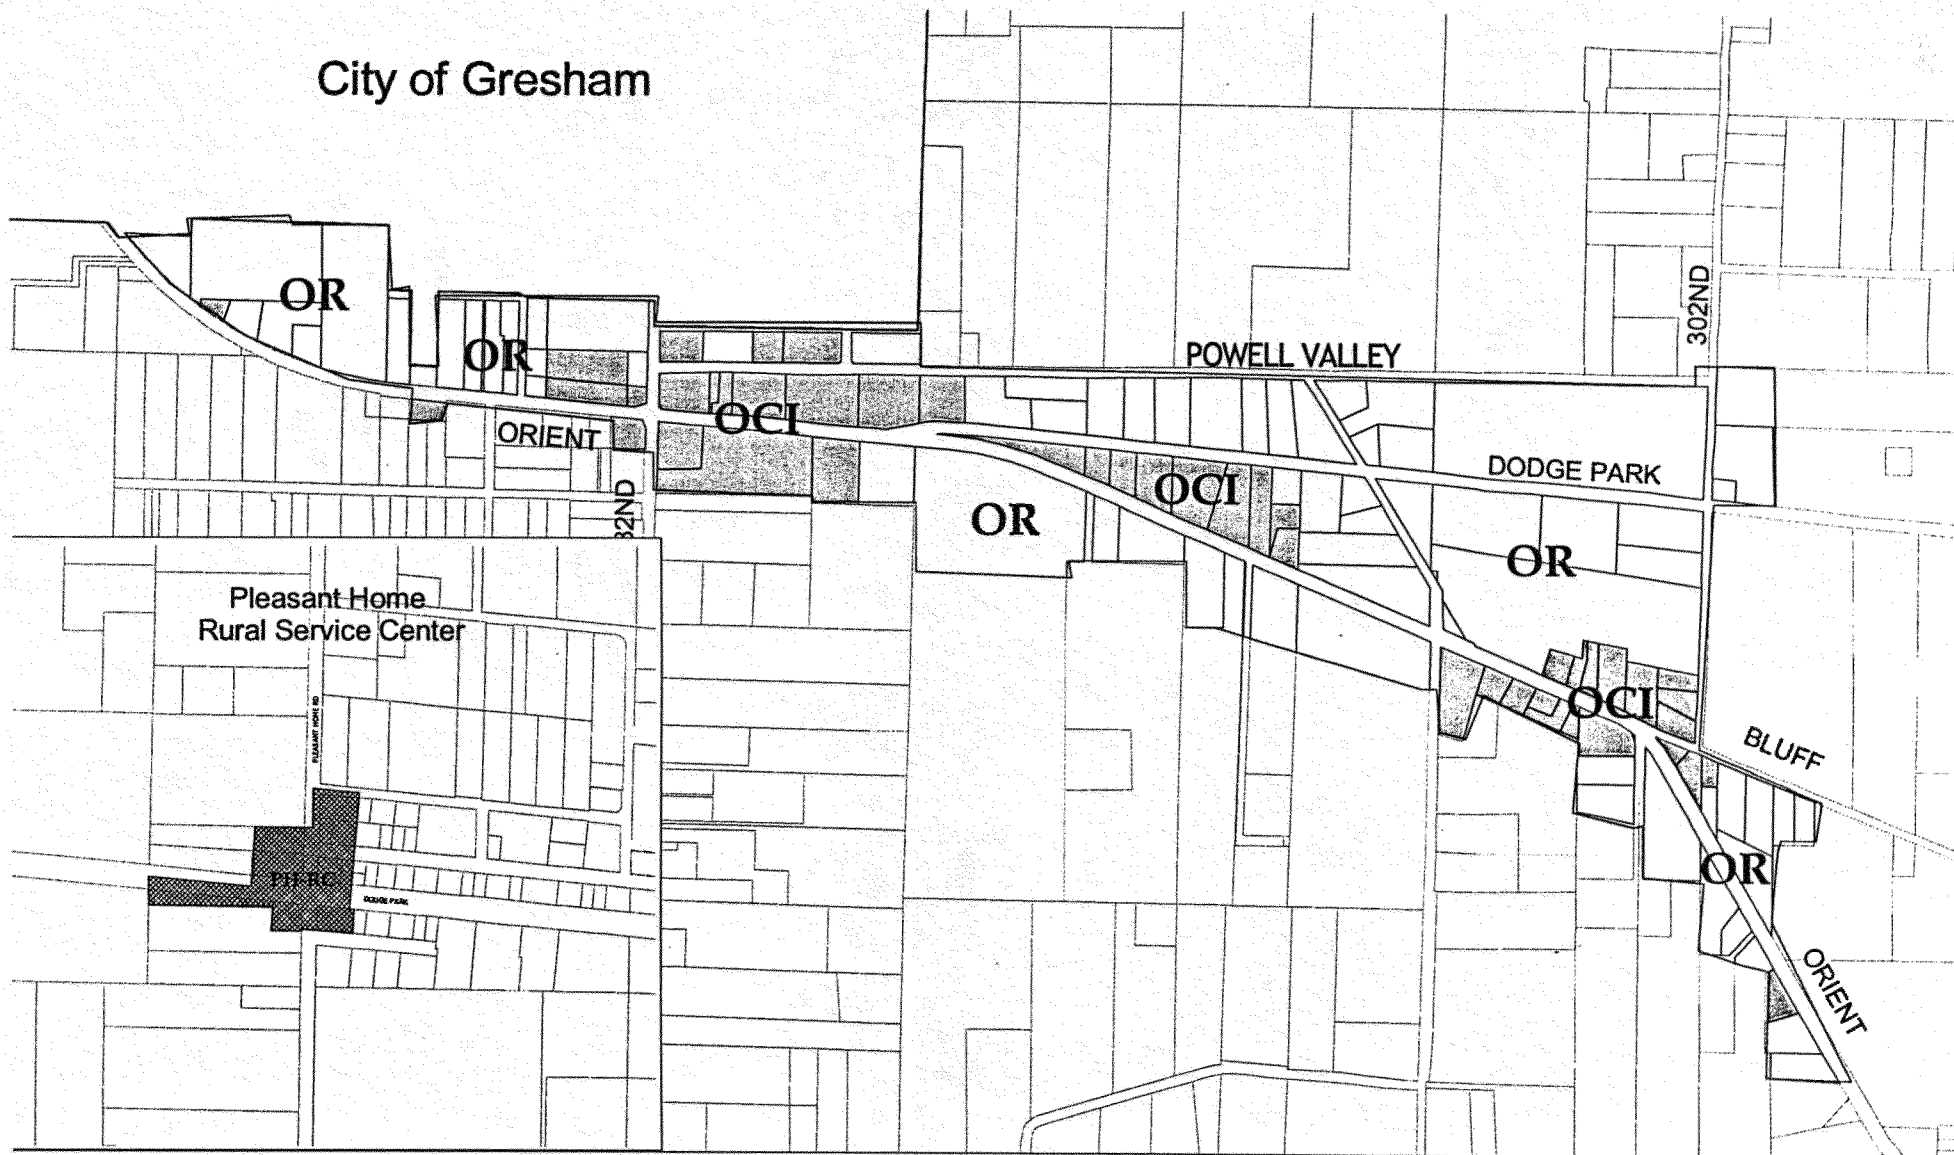 City of Gresham
OR
OR
302ND
POWELL VALLEY
OCI
ORIENT
DODGE PARK
OCI
OR
32ND
OR
Pleasant Home
Rural Service Center
PLEASANT HOME RD
OCI
BLUFF
PH-RC
OR
DODGE PARK
ORIENT